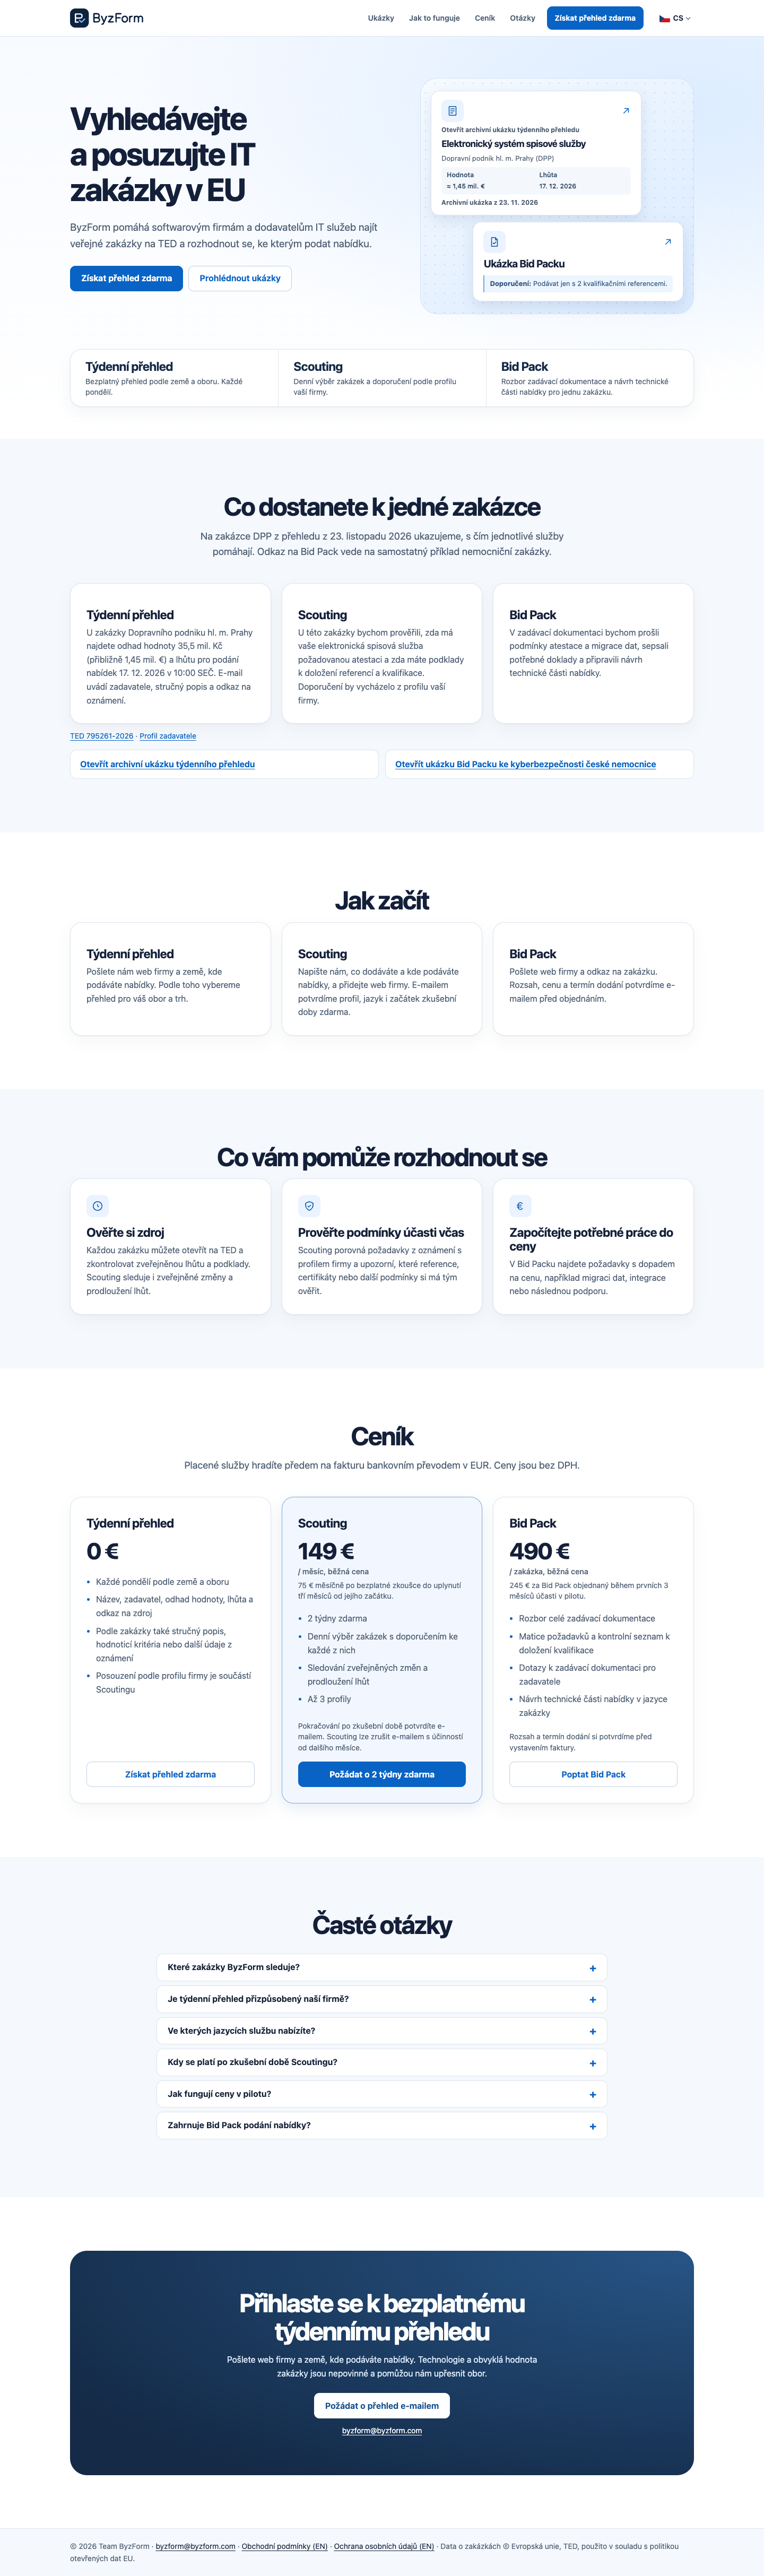 ByzForm
Ukázky
Jak to funguje
Ceník
Otázky
Získat přehled zdarma
CS
Vyhledávejte
a posuzujte IT
zakázky v EU
ByzForm pomáhá softwarovým firmám a dodavatelům IT služeb najít
veřejné zakázky na TED a rozhodnout se, ke kterým podat nabídku.
Získat přehled zdarma
Prohlédnout ukázky
Otevřít archivní ukázku týdenního přehledu
Elektronický systém spisové služby
Dopravní podnik hl. m. Prahy (DPP)
Hodnota
Lhůta
≈ 1,45 mil. €
17. 12. 2026
Archivní ukázka z 23. 11. 2026
Ukázka Bid Packu
Doporučení: Podávat jen s 2 kvalifikačními referencemi.
Týdenní přehled
Bezplatný přehled podle země a oboru. Každé
pondělí.
Scouting
Denní výběr zakázek a doporučení podle profilu
vaší firmy.
Bid Pack
Rozbor zadávací dokumentace a návrh technické
části nabídky pro jednu zakázku.
Co dostanete k jedné zakázce
Na zakázce DPP z přehledu z 23. listopadu 2026 ukazujeme, s čím jednotlivé služby
pomáhají. Odkaz na Bid Pack vede na samostatný příklad nemocniční zakázky.
Týdenní přehled
U zakázky Dopravního podniku hl. m. Prahy
najdete odhad hodnoty 35,5 mil. Kč
(přibližně 1,45 mil. €) a lhůtu pro podání
nabídek 17. 12. 2026 v 10:00 SEČ. E-mail
uvádí zadavatele, stručný popis a odkaz na
oznámení.
Scouting
U této zakázky bychom prověřili, zda má
vaše elektronická spisová služba
požadovanou atestaci a zda máte podklady
k doložení referencí a kvalifikace.
Doporučení by vycházelo z profilu vaší
firmy.
Bid Pack
V zadávací dokumentaci bychom prošli
podmínky atestace a migrace dat, sepsali
potřebné doklady a připravili návrh
technické části nabídky.
TED 795261-2026 · Profil zadavatele
Otevřít archivní ukázku týdenního přehledu
Otevřít ukázku Bid Packu ke kyberbezpečnosti české nemocnice
Jak začít
Týdenní přehled
Pošlete nám web firmy a země, kde
podáváte nabídky. Podle toho vybereme
přehled pro váš obor a trh.
Scouting
Napište nám, co dodáváte a kde podáváte
nabídky, a přidejte web firmy. E-mailem
potvrdíme profil, jazyk i začátek zkušební
doby zdarma.
Bid Pack
Pošlete web firmy a odkaz na zakázku.
Rozsah, cenu a termín dodání potvrdíme e-
mailem před objednáním.
Co vám pomůže rozhodnout se
Ověřte si zdroj
Každou zakázku můžete otevřít na TED a
zkontrolovat zveřejněnou lhůtu a podklady.
Scouting sleduje i zveřejněné změny a
prodloužení lhůt.
Prověřte podmínky účasti včas
Scouting porovná požadavky z oznámení s
profilem firmy a upozorní, které reference,
certifikáty nebo další podmínky si má tým
ověřit.
€
Započítejte potřebné práce do
ceny
V Bid Packu najdete požadavky s dopadem
na cenu, například migraci dat, integrace
nebo následnou podporu.
Ceník
Placené služby hradíte předem na fakturu bankovním převodem v EUR. Ceny jsou bez DPH.
Týdenní přehled
0 €
• Každé pondělí podle země a oboru
• Název, zadavatel, odhad hodnoty, lhůta a
odkaz na zdroj
• Podle zakázky také stručný popis,
hodnoticí kritéria nebo další údaje z
oznámení
• Posouzení podle profilu firmy je součástí
Scoutingu
Získat přehled zdarma
Scouting
149 €
/ měsíc, běžná cena
75 € měsíčně po bezplatné zkoušce do uplynutí
tří měsíců od jejího začátku.
• 2 týdny zdarma
• Denní výběr zakázek s doporučením ke
každé z nich
• Sledování zveřejněných změn a
prodloužení lhůt
• Až 3 profily
Pokračování po zkušební době potvrdíte e-
mailem. Scouting lze zrušit e-mailem s účinností
od dalšího měsíce.
Požádat o 2 týdny zdarma
Bid Pack
490 €
/ zakázka, běžná cena
245 € za Bid Pack objednaný během prvních 3
měsíců účasti v pilotu.
• Rozbor celé zadávací dokumentace
• Matice požadavků a kontrolní seznam k
doložení kvalifikace
• Dotazy k zadávací dokumentaci pro
zadavatele
• Návrh technické části nabídky v jazyce
zakázky
Rozsah a termín dodání si potvrdíme před
vystavením faktury.
Poptat Bid Pack
Časté otázky
Které zakázky ByzForm sleduje?
+
Je týdenní přehled přizpůsobený naší firmě?
+
Ve kterých jazycích službu nabízíte?
+
Kdy se platí po zkušební době Scoutingu?
+
Jak fungují ceny v pilotu?
+
Zahrnuje Bid Pack podání nabídky?
+
Přihlaste se k bezplatnému
týdennímu přehledu
Pošlete web firmy a země, kde podáváte nabídky. Technologie a obvyklá hodnota
zakázky jsou nepovinné a pomůžou nám upřesnit obor.
Požádat o přehled e-mailem
byzform@byzform.com
© 2026 Team ByzForm · byzform@byzform.com · Obchodní podmínky (EN) · Ochrana osobních údajů (EN) · Data o zakázkách © Evropská unie, TED, použito v souladu s politikou
otevřených dat EU.